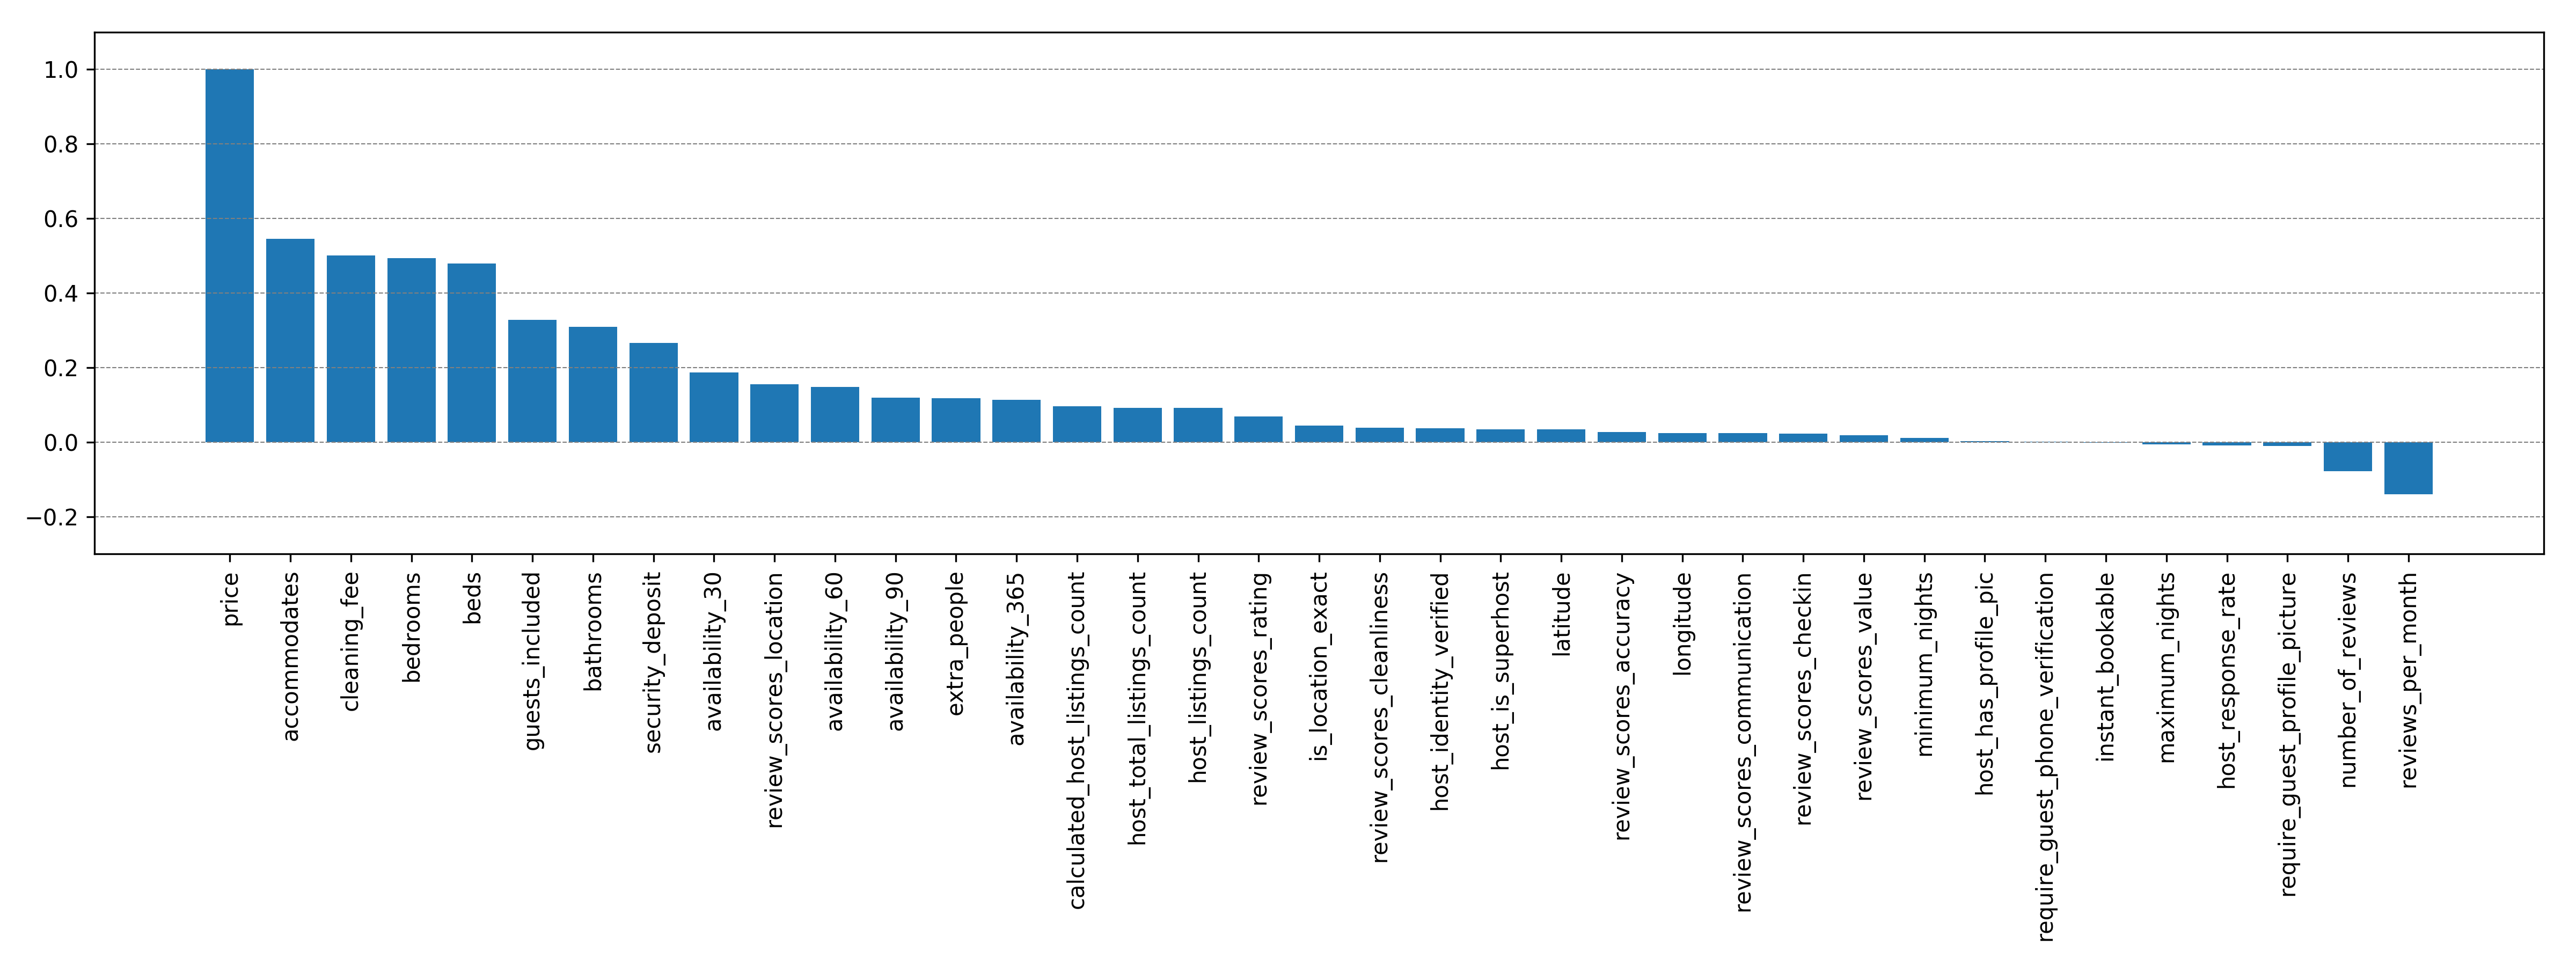 1.0
0.8
0.6
0.4
0.2
0.0
−0.2
price
accommodates
cleaning_fee
bedrooms
beds
guests_included
bathrooms
security_deposit
availability_30
review_scores_location
availability_60
availability_90
extra_people
availability_365
calculated_host_listings_count
host_total_listings_count
host_listings_count
review_scores_rating
is_location_exact
review_scores_cleanliness
host_identity_verified
host_is_superhost
latitude
review_scores_accuracy
longitude
review_scores_communication
review_scores_checkin
review_scores_value
minimum_nights
host_has_profile_pic
require_guest_phone_verification
instant_bookable
maximum_nights
host_response_rate
require_guest_profile_picture
number_of_reviews
reviews_per_month